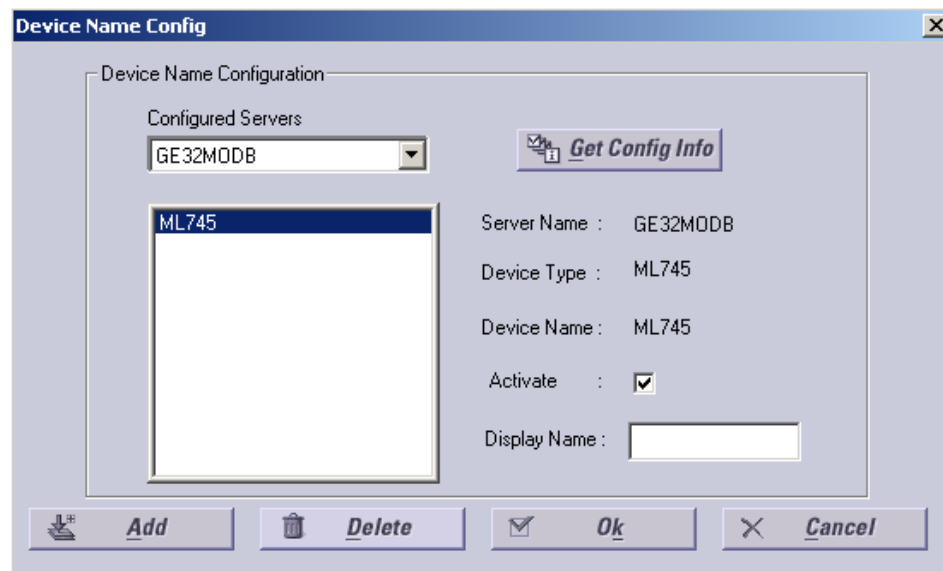 Device Name Config
Device Name Configuration
Configured Servers
GE32MODB
Get Config Info
ML745
Server Name : GE32MODB
Device Type : ML745
Device Name : ML745
Activate :
Display Name :
Add Delete Ok Cancel